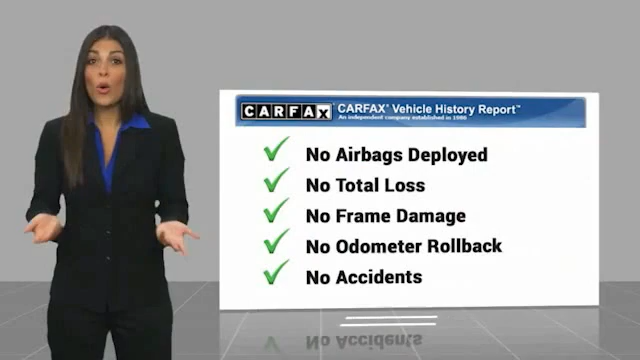 CARFAX CARFAX® Vehicle History Report™
An independent company established in 1986
No Airbags Deployed
No Total Loss
No Frame Damage
No Odometer Rollback
No Accidents